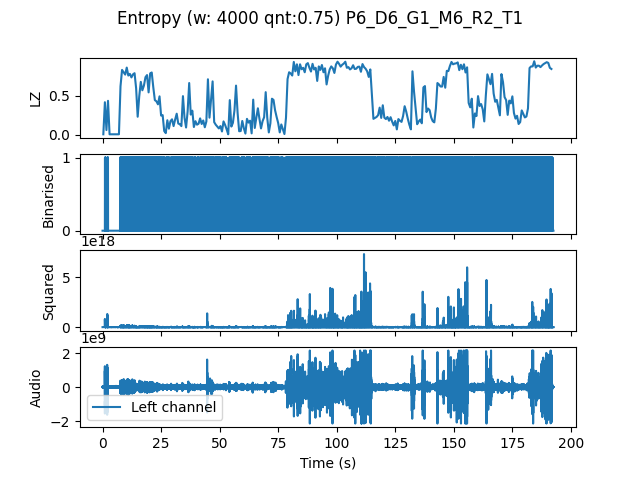 Entropy (w: 4000 qnt:0.75) P6_D6_G1_M6_R2_T1
LZ
0.5
0.0
Binarised
1
0
1e18
Squared
5
0
1e9
Audio
2
0
−2
Left channel
0 25 50 75 100 125 150 175 200
Time (s)